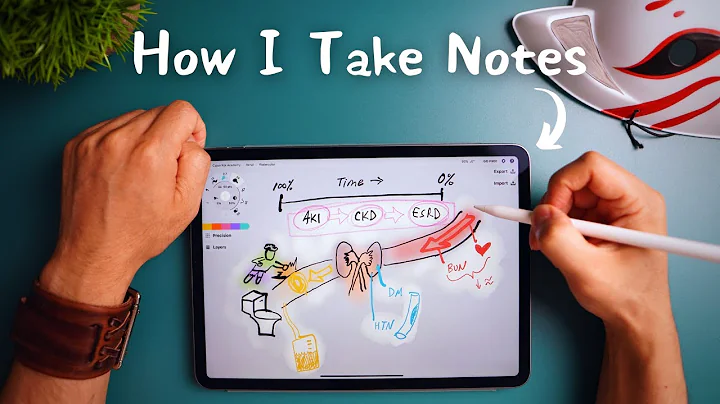 How I Take Notes
Export
Import
100%
Time →
0%
AKI → CKD → ESRD
Precision
Layers
BUN
DM
HTN